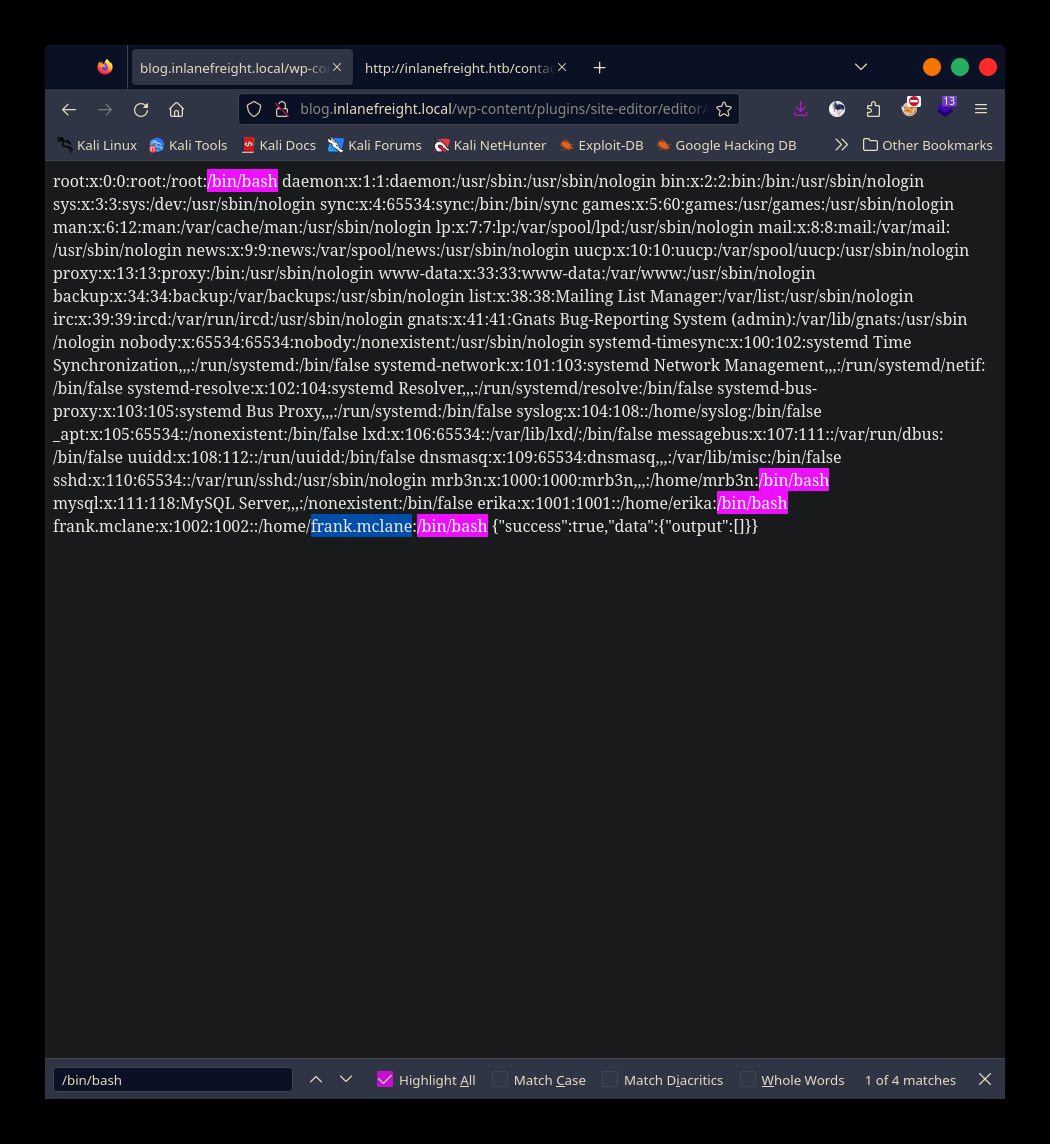 blog.inlanefreight.local/wp-co
http://inlanefreight.htb/conta
blog.inlanefreight.local/wp-content/plugins/site-editor/editor/
13
Kali Linux Kali Tools Kali Docs Kali Forums Kali NetHunter Exploit-DB Google Hacking DB Other Bookmarks
root:x:0:0:root:/root:/bin/bash daemon:x:1:1:daemon:/usr/sbin:/usr/sbin/nologin bin:x:2:2:bin:/bin:/usr/sbin/nologin
sys:x:3:3:sys:/dev:/usr/sbin/nologin sync:x:4:65534:sync:/bin:/bin/sync games:x:5:60:games:/usr/games:/usr/sbin/nologin
man:x:6:12:man:/var/cache/man:/usr/sbin/nologin lp:x:7:7:lp:/var/spool/lpd:/usr/sbin/nologin mail:x:8:8:mail:/var/mail:
/usr/sbin/nologin news:x:9:9:news:/var/spool/news:/usr/sbin/nologin uucp:x:10:10:uucp:/var/spool/uucp:/usr/sbin/nologin
proxy:x:13:13:proxy:/bin:/usr/sbin/nologin www-data:x:33:33:www-data:/var/www:/usr/sbin/nologin
backup:x:34:34:backup:/var/backups:/usr/sbin/nologin list:x:38:38:Mailing List Manager:/var/list:/usr/sbin/nologin
irc:x:39:39:ircd:/var/run/ircd:/usr/sbin/nologin gnats:x:41:41:Gnats Bug-Reporting System (admin):/var/lib/gnats:/usr/sbin
/nologin nobody:x:65534:65534:nobody:/nonexistent:/usr/sbin/nologin systemd-timesync:x:100:102:systemd Time
Synchronization,,,:/run/systemd:/bin/false systemd-network:x:101:103:systemd Network Management,,,:/run/systemd/netif:
/bin/false systemd-resolve:x:102:104:systemd Resolver,,,:/run/systemd/resolve:/bin/false systemd-bus-
proxy:x:103:105:systemd Bus Proxy,,,:/run/systemd:/bin/false syslog:x:104:108::/home/syslog:/bin/false
_apt:x:105:65534::/nonexistent:/bin/false lxd:x:106:65534::/var/lib/lxd/:/bin/false messagebus:x:107:111::/var/run/dbus:
/bin/false uuidd:x:108:112::/run/uuidd:/bin/false dnsmasq:x:109:65534:dnsmasq,,,:/var/lib/misc:/bin/false
sshd:x:110:65534::/var/run/sshd:/usr/sbin/nologin mrb3n:x:1000:1000:mrb3n,,,:/home/mrb3n:/bin/bash
mysql:x:111:118:MySQL Server,,,:/nonexistent:/bin/false erika:x:1001:1001::/home/erika:/bin/bash
frank.mclane:x:1002:1002::/home/frank.mclane:/bin/bash {"success":true,"data":{"output":[]}}
/bin/bash Highlight All Match Case Match Diacritics Whole Words 1 of 4 matches